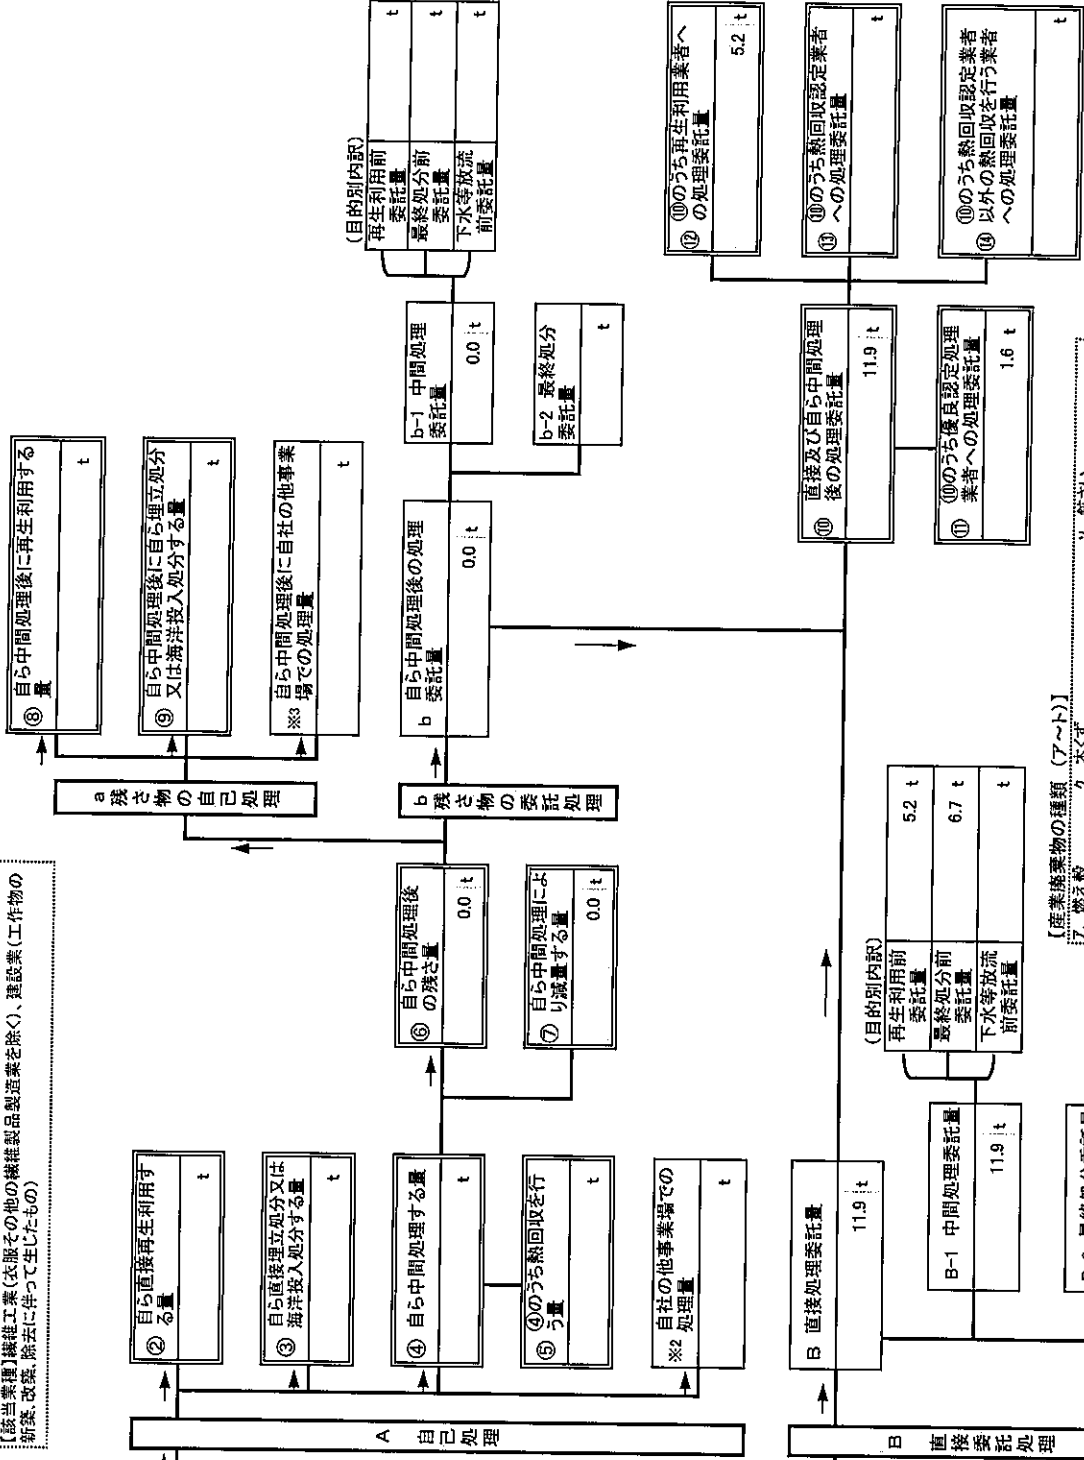 【該当業種】繊維工業(衣服その他の繊維製品製造業を除く)、建設業(工作物の
新築、改築、除去に伴って生じたもの)
A 自己処理
② 自ら直接再生利用す
る量
t
③ 自ら直接埋立処分又は
海洋投入処分する量
t
④ 自ら中間処理する量
t
⑤ ④のうち熱回収を行
う量
t
※2 自社の他事業場での
処理量
t
⑥ 自ら中間処理後
の残さ量
0.0 t
⑦ 自ら中間処理によ
り減量する量
0.0 t
a 残さ物の自己処理
⑧ 自ら中間処理後に再生利用する
量
t
⑨ 自ら中間処理後に自ら埋立処分
又は海洋投入処分する量
t
※3 自ら中間処理後に自社の他事業
場での処理量
t
b 残さ物の委託処理
b 自ら中間処理後の処理
委託量
0.0 t
b-1 中間処理
委託量
0.0 t
b-2 最終処分
委託量
t
(目的別内訳)
再生利用前
委託量
t
最終処分前
委託量
t
下水等放流
前委託量
t
B 直接委託処理
B 直接処理委託量
11.9 t
B-1 中間処理委託量
11.9 t
(目的別内訳)
再生利用前
委託量
5.2 t
最終処分前
委託量
6.7 t
下水等放流
前委託量
t
⑩ 直接及び自ら中間処理
後の処理委託量
11.9 t
⑪ ⑩のうち優良認定処理
業者への処理委託量
1.6 t
⑫ ⑩のうち再生利用業者へ
の処理委託量
5.2 t
⑬ ⑩のうち熱回収認定業者
への処理委託量
t
⑭ ⑩のうち熱回収認定業者
以外の熱回収を行う業者
への処理委託量
t
【産業廃棄物の種類 (ア～ト)】